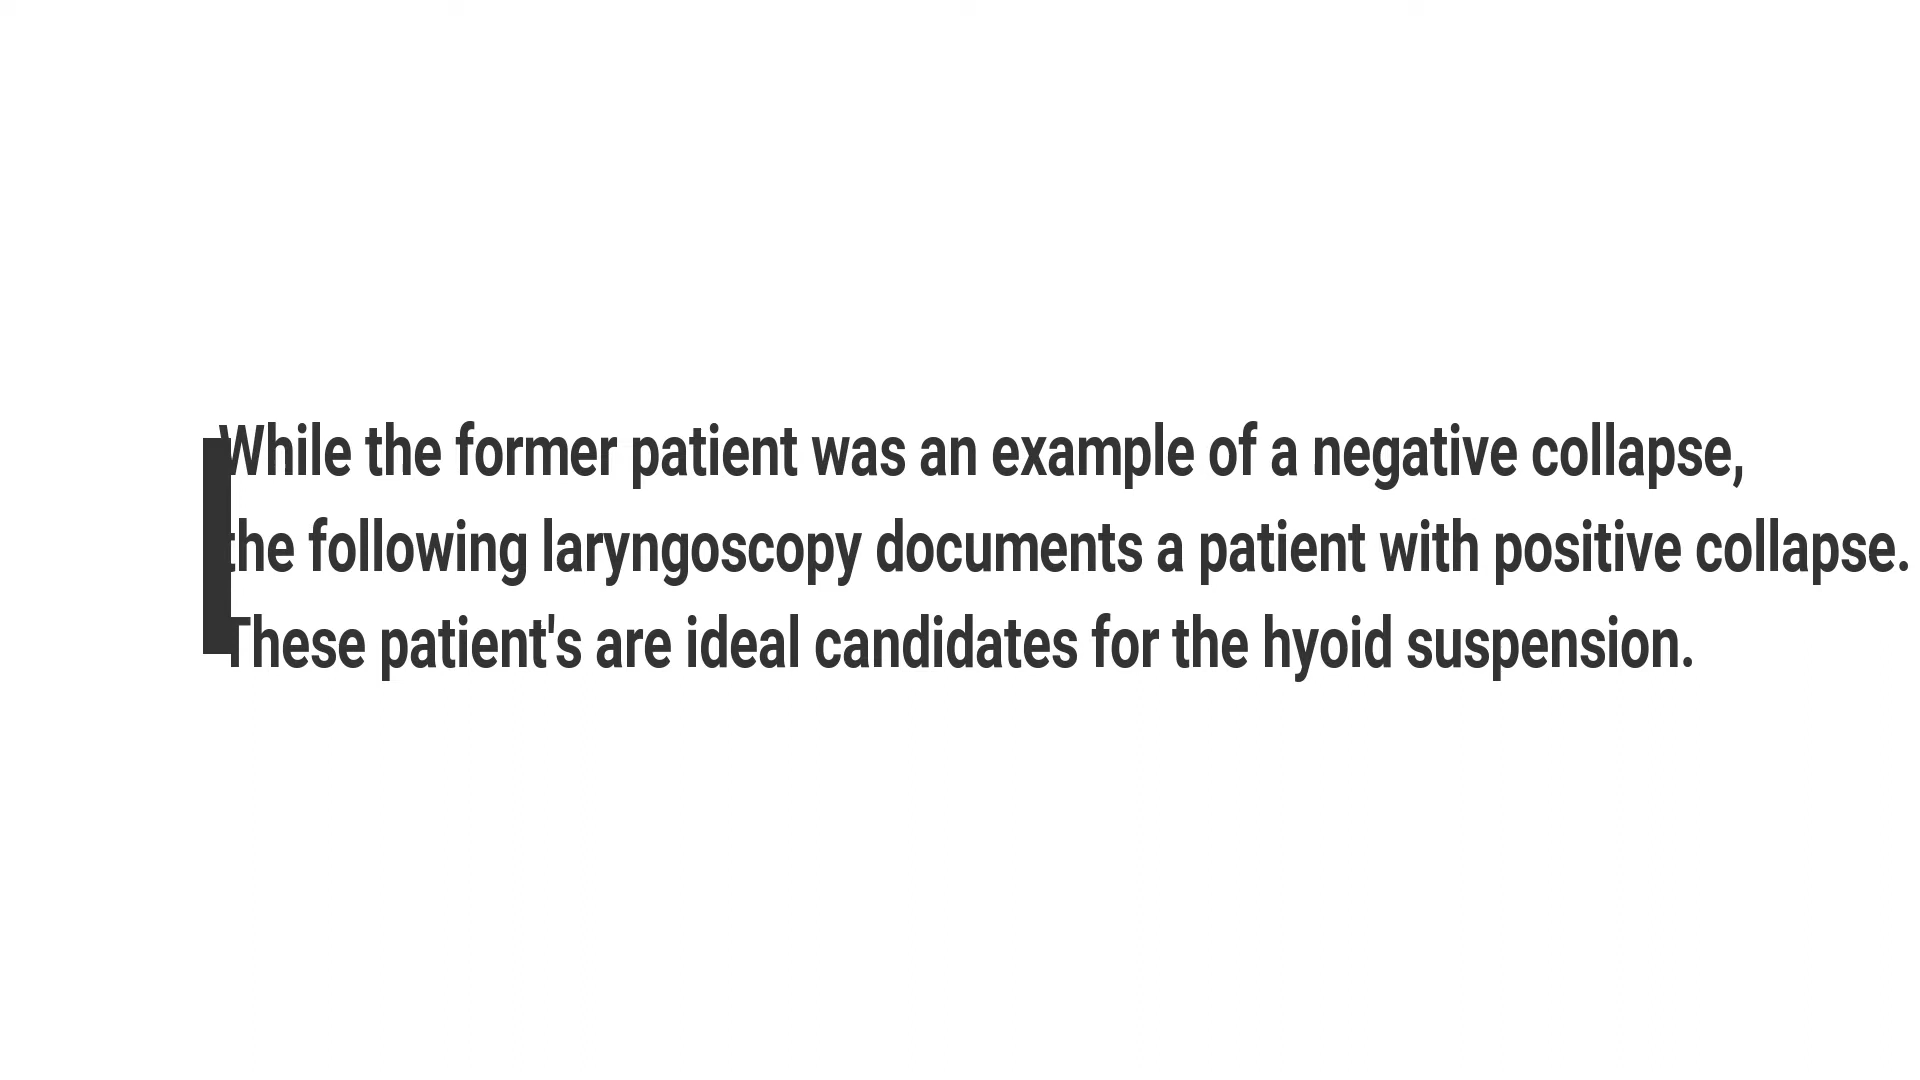 While the former patient was an example of a negative collapse,
the following laryngoscopy documents a patient with positive collapse.
These patient's are ideal candidates for the hyoid suspension.